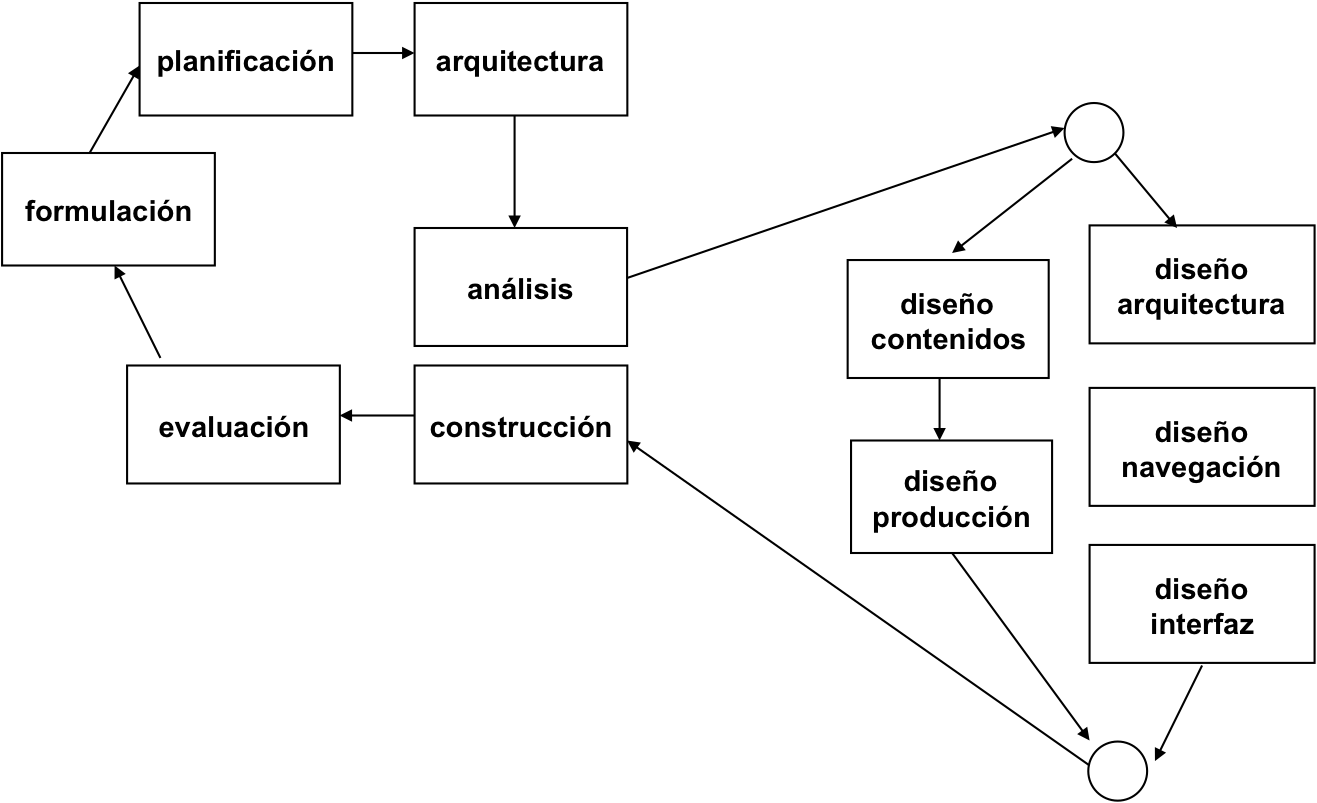 planificación
arquitectura
formulación
análisis
diseño
contenidos
diseño
arquitectura
evaluación
construcción
diseño
producción
diseño
navegación
diseño
interfaz